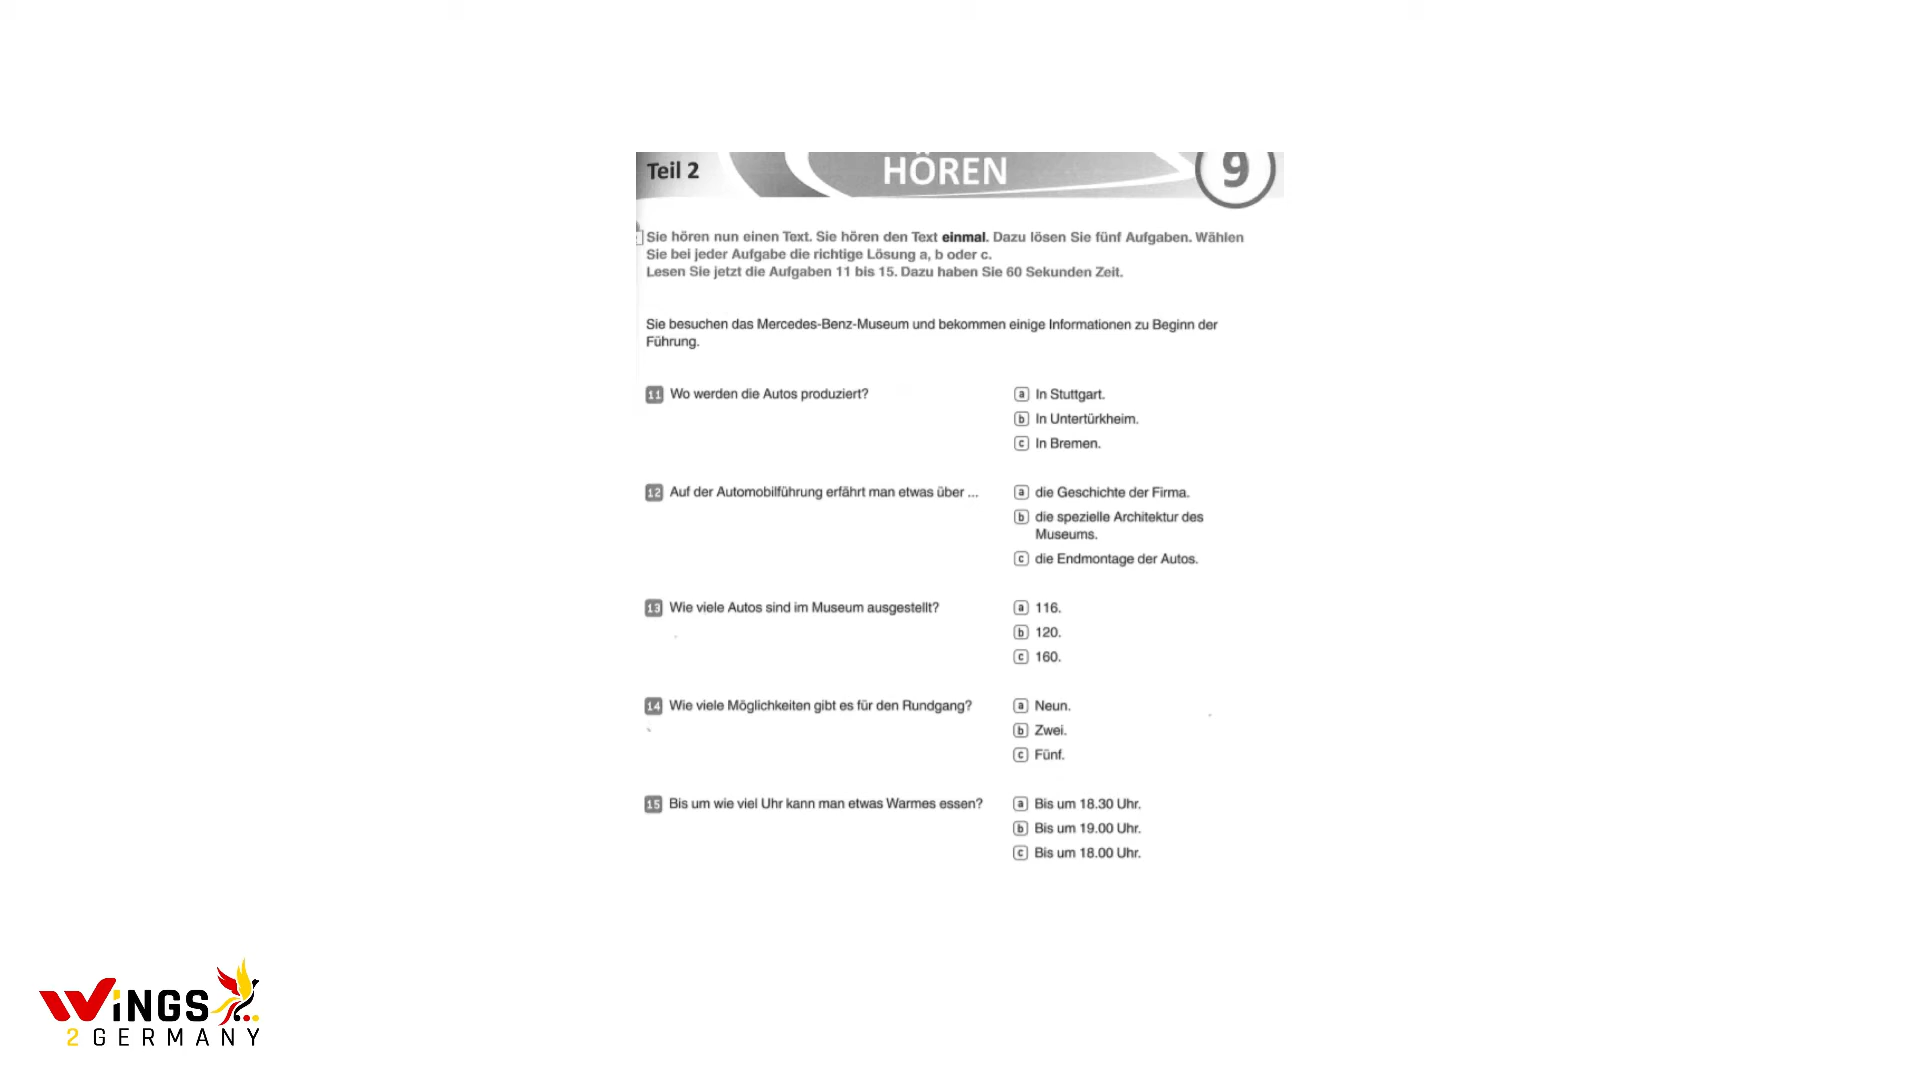 Teil 2
HÖREN
9
Sie hören nun einen Text. Sie hören den Text einmal. Dazu lösen Sie fünf Aufgaben. Wählen
Sie bei jeder Aufgabe die richtige Lösung a, b oder c.
Lesen Sie jetzt die Aufgaben 11 bis 15. Dazu haben Sie 60 Sekunden Zeit.
Sie besuchen das Mercedes-Benz-Museum und bekommen einige Informationen zu Beginn der
Führung.
11 Wo werden die Autos produziert?
a In Stuttgart.
b In Untertürkheim.
c In Bremen.
12 Auf der Automobilführung erfährt man etwas über ...
a die Geschichte der Firma.
b die spezielle Architektur des
Museums.
c die Endmontage der Autos.
13 Wie viele Autos sind im Museum ausgestellt?
a 116.
b 120.
c 160.
14 Wie viele Möglichkeiten gibt es für den Rundgang?
a Neun.
b Zwei.
c Fünf.
15 Bis um wie viel Uhr kann man etwas Warmes essen?
a Bis um 18.30 Uhr.
b Bis um 19.00 Uhr.
c Bis um 18.00 Uhr.
WiNGS
2 GERMANY